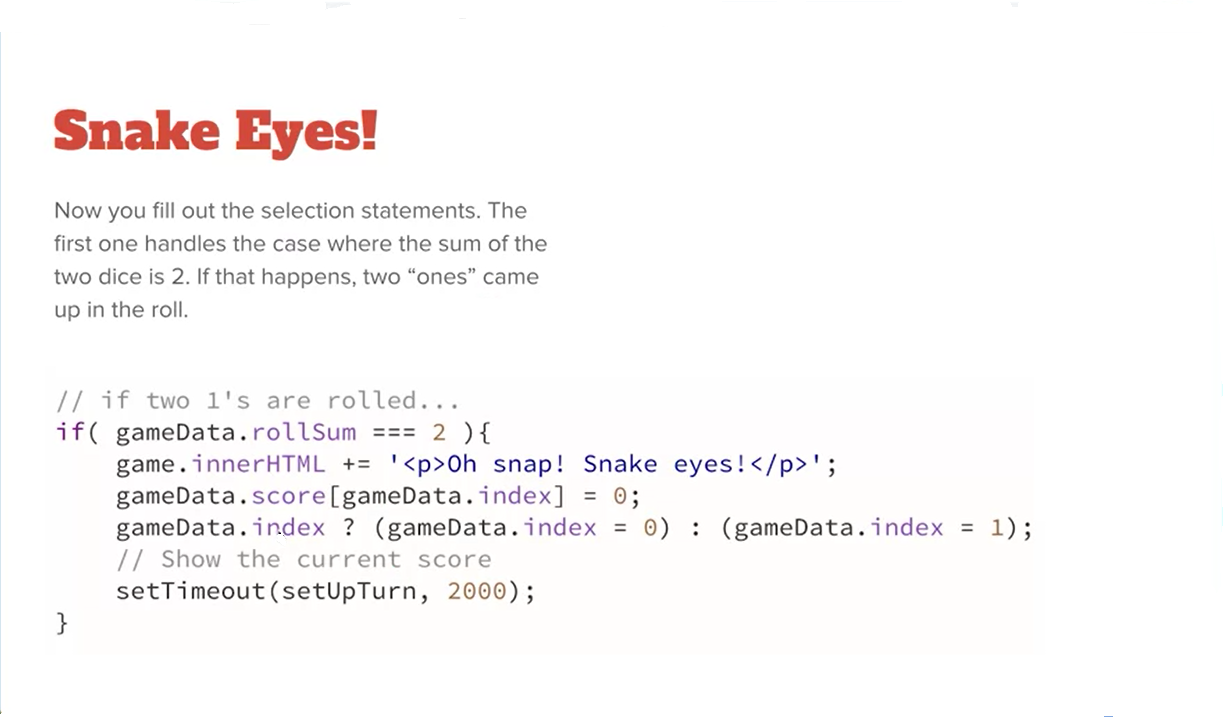 Snake Eyes!
Now you fill out the selection statements. The
first one handles the case where the sum of the
two dice is 2. If that happens, two “ones” came
up in the roll.
// if two 1's are rolled...
if( gameData.rollSum === 2 ){
    game.innerHTML += '<p>Oh snap! Snake eyes!</p>';
    gameData.score[gameData.index] = 0;
    gameData.index ? (gameData.index = 0) : (gameData.index = 1);
    // Show the current score
    setTimeout(setUpTurn, 2000);
}